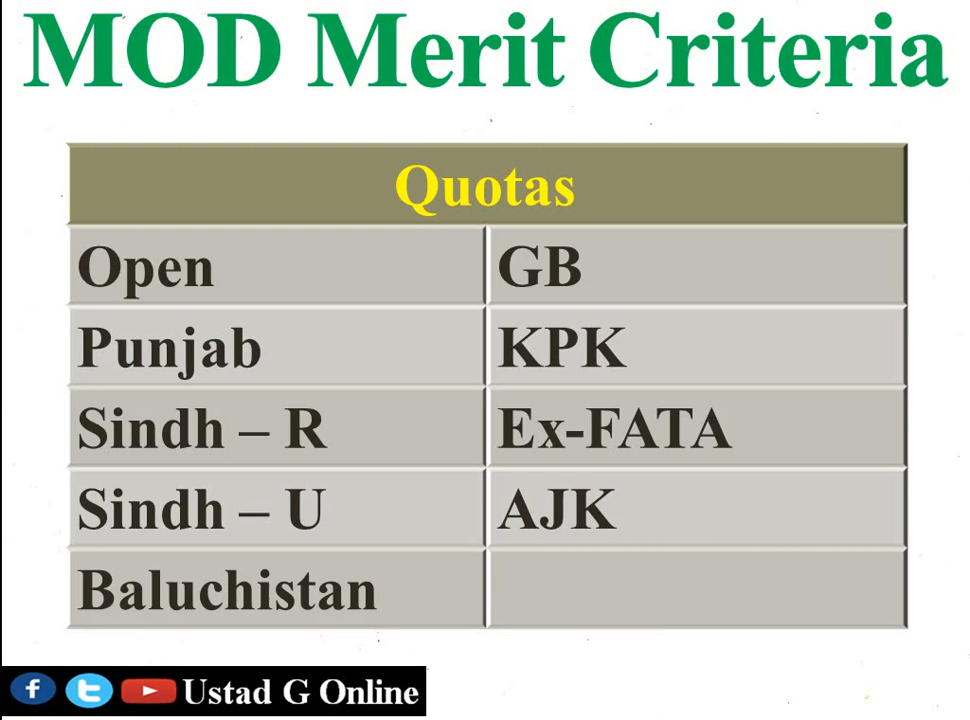 MOD Merit Criteria
Quotas
Open GB
Punjab KPK
Sindh – R Ex-FATA
Sindh – U AJK
Baluchistan
Ustad G Online